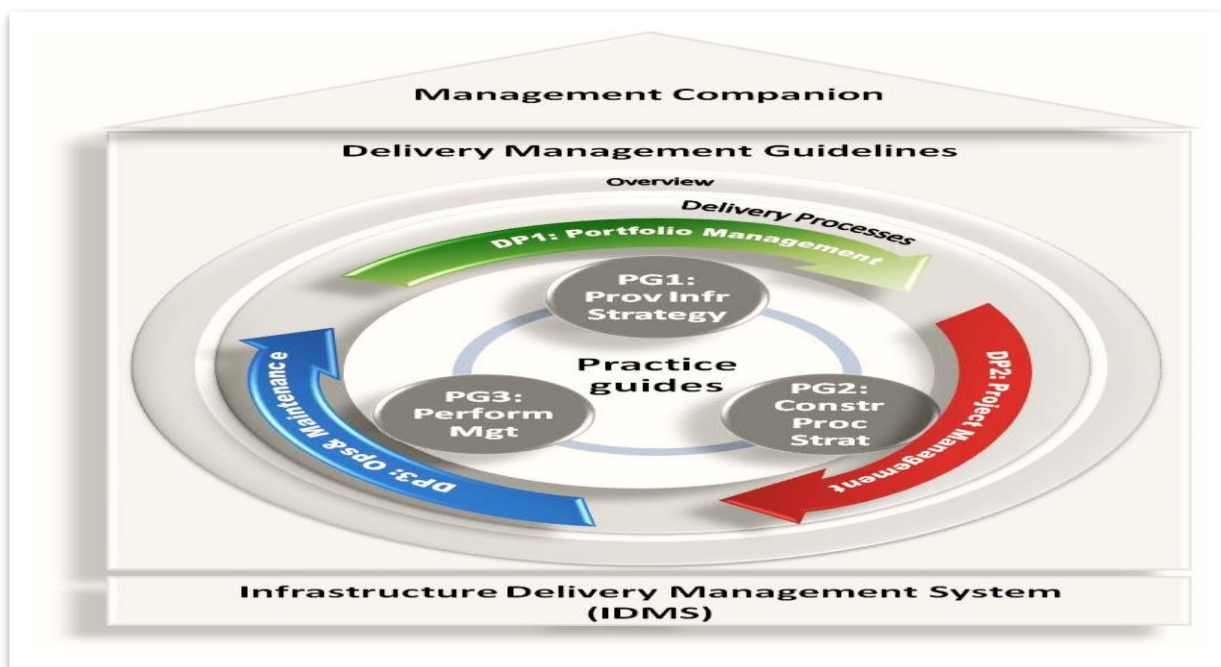 Management Companion
Delivery Management Guidelines
Overview
Delivery Processes
DP1: Portfolio Management
PG1:
Prov Infr
Strategy
Practice
guides
PG3:
Perform
Mgt
PG2:
Constr
Proc
Strat
DP2: Project Management
DP3: Ops& Maintenance
Infrastructure Delivery Management System
(IDMS)